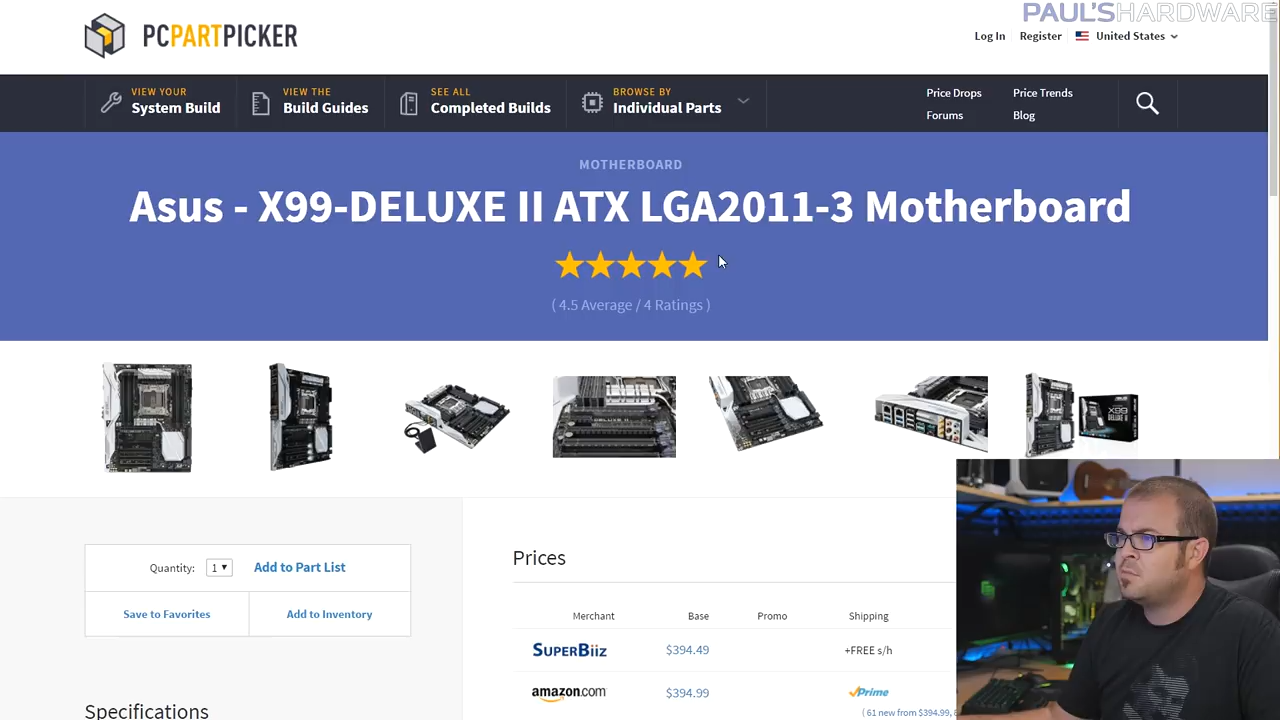 PAUL'SHARDWARE
PCPARTPICKER
Log In
Register
United States
VIEW YOUR
System Build
VIEW THE
Build Guides
SEE ALL
Completed Builds
BROWSE BY
Individual Parts
Price Drops
Price Trends
Forums
Blog
MOTHERBOARD
Asus - X99-DELUXE II ATX LGA2011-3 Motherboard
( 4.5 Average / 4 Ratings )
Quantity: 1
Add to Part List
Save to Favorites
Add to Inventory
Specifications
Prices
Merchant Base Promo Shipping
SUPERBIIZ $394.49 +FREE s/h
amazon.com $394.99 Prime
( 61 new from $394.99,